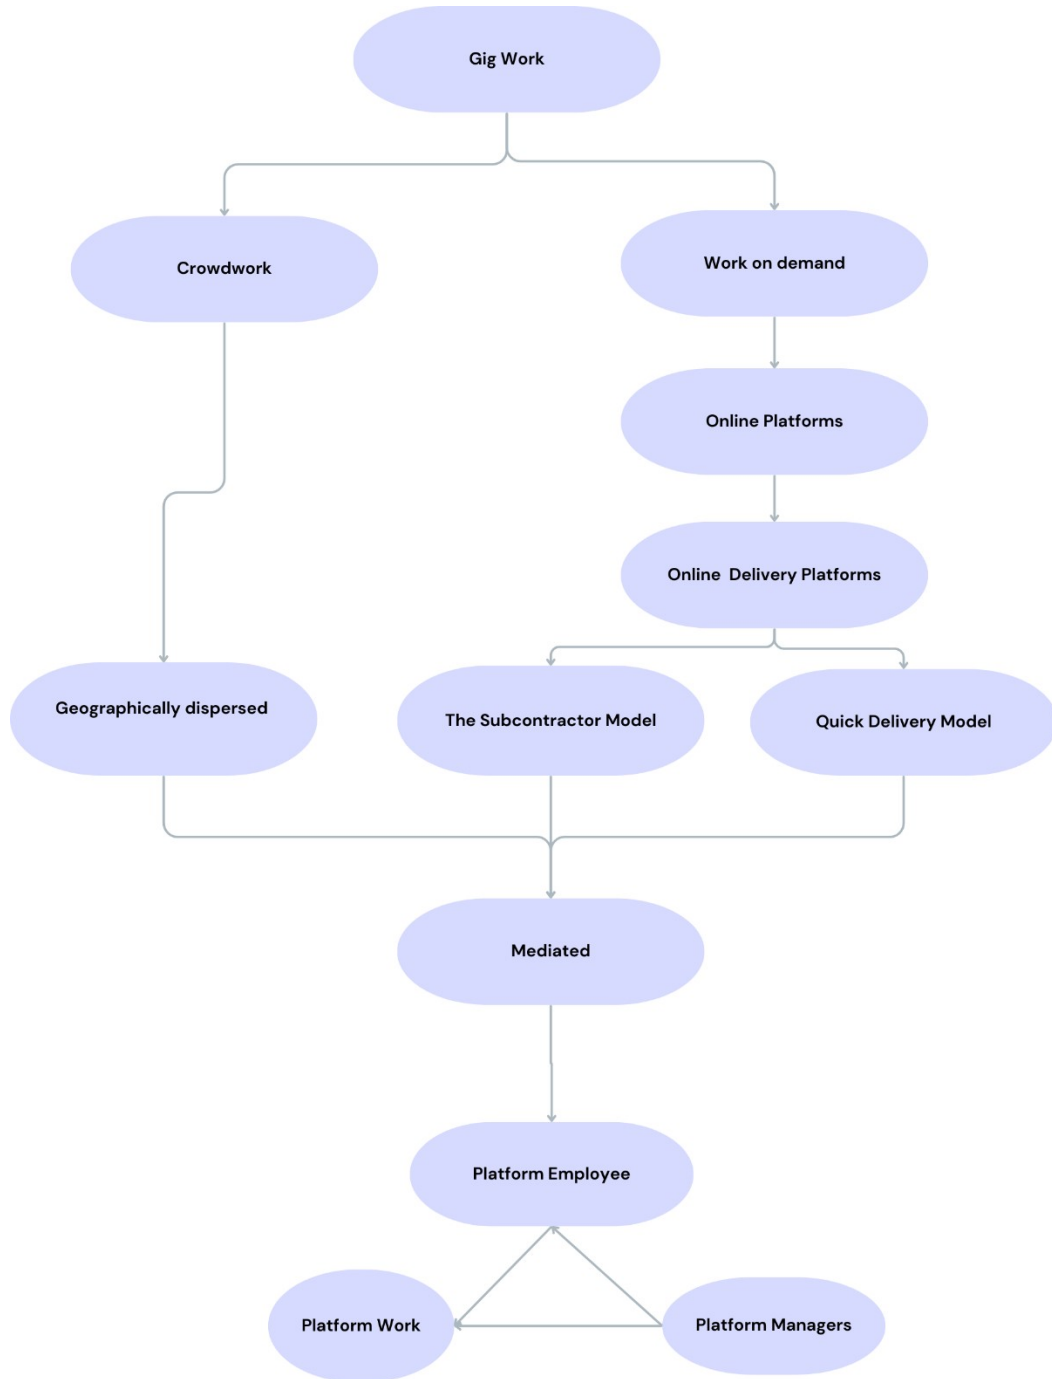 Gig Work
Crowdwork
Work on demand
Online Platforms
Online Delivery Platforms
Geographically dispersed
The Subcontractor Model
Quick Delivery Model
Mediated
Platform Employee
Platform Work
Platform Managers